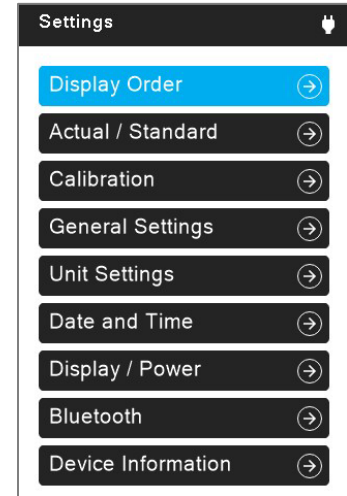 Settings
Display Order
Actual / Standard
Calibration
General Settings
Unit Settings
Date and Time
Display / Power
Bluetooth
Device Information